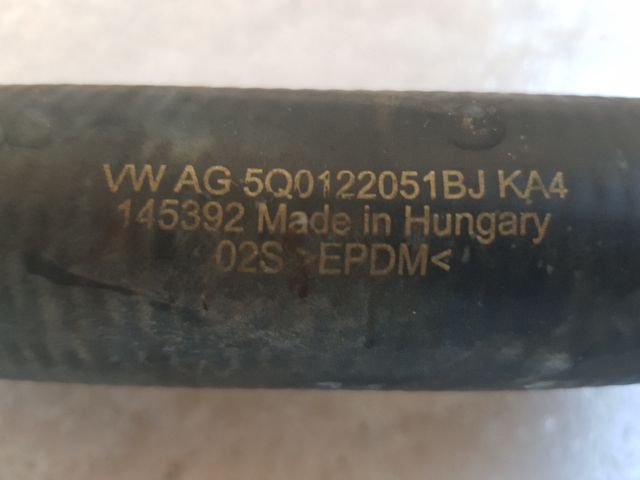 VW AG 5Q0122051BJ KA4
145392 Made in Hungary
02S >EPDM<